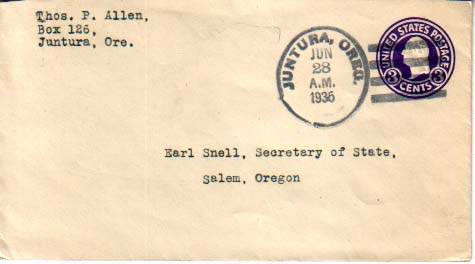 Thos. P. Allen,
Box 126,
Juntura, Ore.
JUNTURA, OREG.
JUN
28
A.M.
1936
UNITED STATES POSTAGE
3 CENTS 3
Earl Snell, Secretary of State,
Salem, Oregon